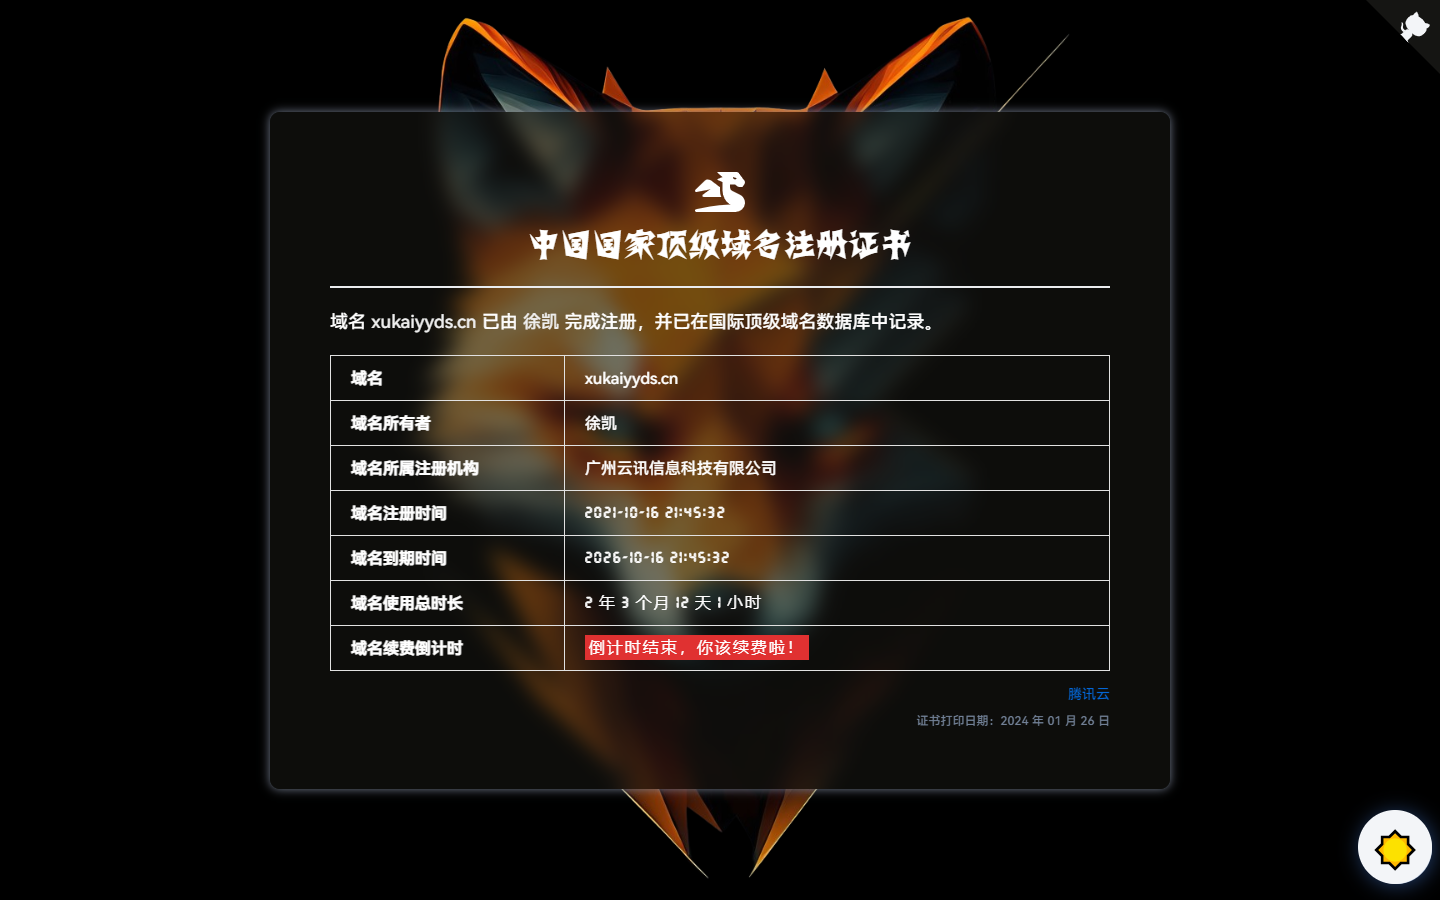 中国国家顶级域名注册证书
域名 xukaiyyds.cn 已由 徐凯 完成注册，并已在国际顶级域名数据库中记录。
域名 xukaiyyds.cn
域名所有者 徐凯
域名所属注册机构 广州云讯信息科技有限公司
域名注册时间 2021-10-16 21:45:32
域名到期时间 2026-10-16 21:45:32
域名使用总时长 2 年 3 个月 12 天 1 小时
域名续费倒计时 倒计时结束，你该续费啦！
腾讯云
证书打印日期：2024 年 01 月 26 日